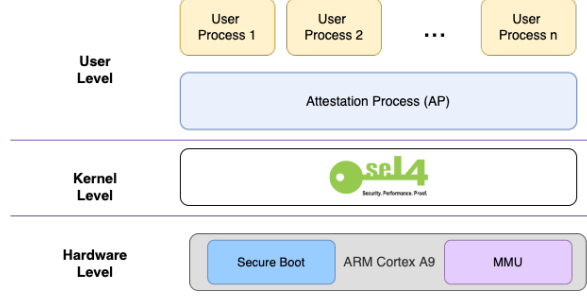 User
Process 1
User
Process 2
...
User
Process n
User
Level
Attestation Process (AP)
Kernel
Level
seL4
Security. Performance. Proof.
Hardware
Level
Secure Boot
ARM Cortex A9
MMU